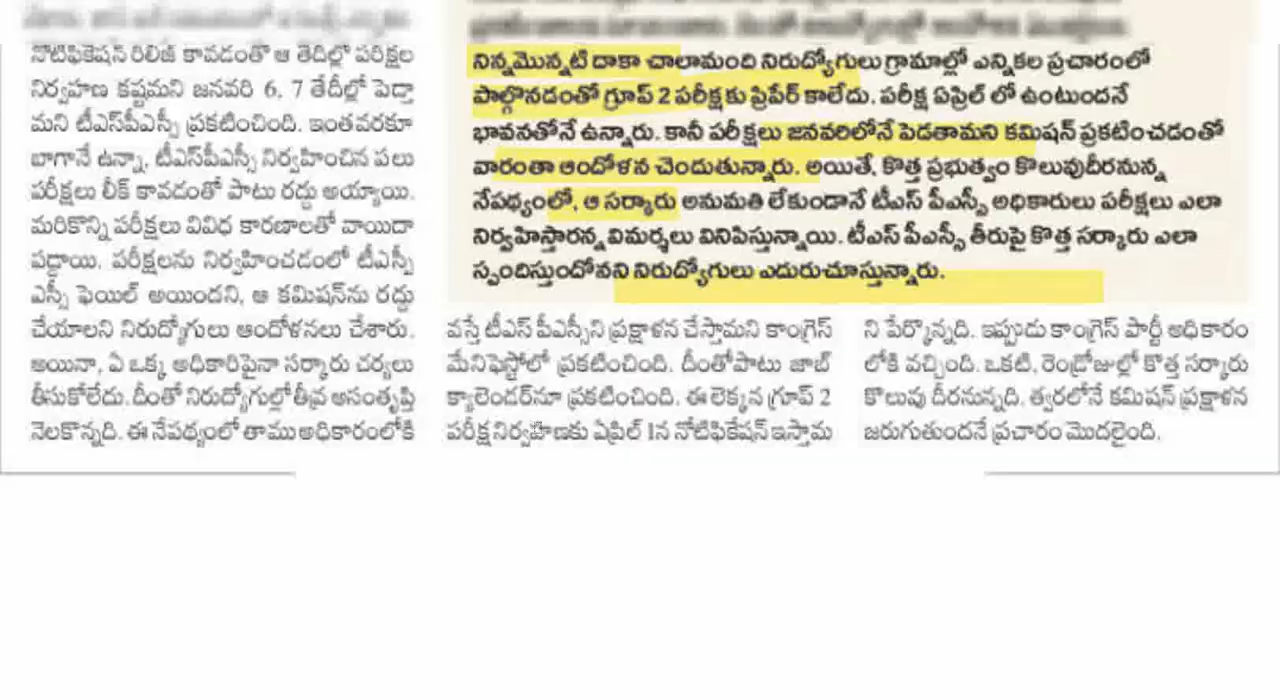 నోటిఫికేషన్ రిలీజ్ కావడంతో ఆ తేదీల్లో పరీక్షల
నిర్వహణ కష్టమని జనవరి 6, 7 తేదీల్లో పెడ్తా
మని టీఎస్​పీఎస్సీ ప్రకటించింది. ఇంతవరకూ
బాగానే ఉన్నా, టీఎస్​పీఎస్సీ నిర్వహించిన పలు
పరీక్షలు లీక్ కావడంతో పాటు రద్దు అయ్యాయి.
మరికొన్ని పరీక్షలు వివిధ కారణాలతో వాయిదా
పడ్డాయి. పరీక్షలను నిర్వహించడంలో టీఎస్పీ
ఎస్సీ ఫెయిల్ అయిందని, ఆ కమిషన్​ను రద్దు
చేయాలని నిరుద్యోగులు ఆందోళనలు చేశారు.
అయినా, ఏ ఒక్క అధికారిపైనా సర్కారు చర్యలు
తీసుకోలేదు. దీంతో నిరుద్యోగుల్లో తీవ్ర అసంతృప్తి
నెలకొన్నది. ఈ నేపథ్యంలో తాము అధికారంలోకి
నిన్నమొన్నటి దాకా చాలామంది నిరుద్యోగులు గ్రామాల్లో ఎన్నికల ప్రచారంలో
పాల్గొనడంతో గ్రూప్ 2 పరీక్షకు ప్రిపేర్ కాలేదు. పరీక్ష ఏప్రిల్ లో ఉంటుందనే
భావనతోనే ఉన్నారు. కానీ పరీక్షలు జనవరిలోనే పెడతామని కమిషన్ ప్రకటించడంతో
వారంతా ఆందోళన చెందుతున్నారు. అయితే, కొత్త ప్రభుత్వం కొలువుదీరనున్న
నేపథ్యంలో, ఆ సర్కారు అనుమతి లేకుండానే టీఎస్ పీఎస్సీ అధికారులు పరీక్షలు ఎలా
నిర్వహిస్తారన్న విమర్శలు వినిపిస్తున్నాయి. టీఎస్ పీఎస్సీ తీరుపై కొత్త సర్కారు ఎలా
స్పందిస్తుందోనని నిరుద్యోగులు ఎదురుచూస్తున్నారు.
వస్తే టీఎస్ పీఎస్సీని ప్రక్షాళన చేస్తామని కాంగ్రెస్
మేనిఫెస్టోలో ప్రకటించింది. దీంతోపాటు జాబ్
క్యాలెండర్​నూ ప్రకటించింది. ఈ లెక్కన గ్రూప్ 2
పరీక్ష నిర్వహణకు ఏప్రిల్ 1న నోటిఫికేషన్ ఇస్తామ
ని పేర్కొన్నది. ఇప్పుడు కాంగ్రెస్ పార్టీ అధికారం
లోకి వచ్చింది. ఒకటి, రెండ్రోజుల్లో కొత్త సర్కారు
కొలువు దీరనున్నది. త్వరలోనే కమిషన్ ప్రక్షాళన
జరుగుతుందనే ప్రచారం మొదలైంది.